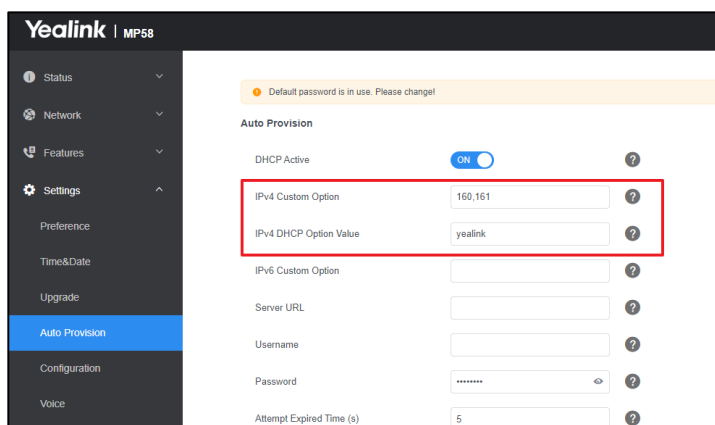 Yealink | MP58
Status
Network
Features
Settings
Preference
Time&Date
Upgrade
Auto Provision
Configuration
Voice
Default password is in use. Please change!
Auto Provision
DHCP Active ON ?
IPv4 Custom Option 160,161 ?
IPv4 DHCP Option Value yealink ?
IPv6 Custom Option ?
Server URL ?
Username ?
Password •••••••• ?
Attempt Expired Time (s) 5 ?